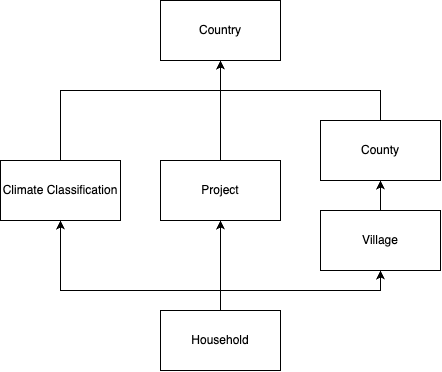 Country
County
Climate Classification
Project
Village
Household